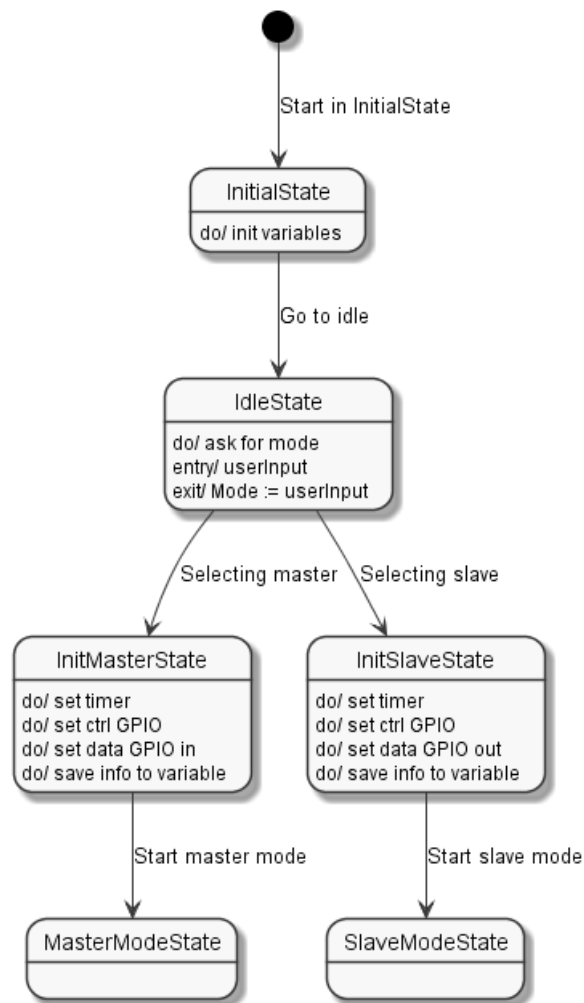 Start in InitialState
InitialState
do/ init variables
Go to idle
IdleState
do/ ask for mode
entry/ userInput
exit/ Mode := userInput
Selecting master
Selecting slave
InitMasterState
do/ set timer
do/ set ctrl GPIO
do/ set data GPIO in
do/ save info to variable
InitSlaveState
do/ set timer
do/ set ctrl GPIO
do/ set data GPIO out
do/ save info to variable
Start master mode
Start slave mode
MasterModeState
SlaveModeState